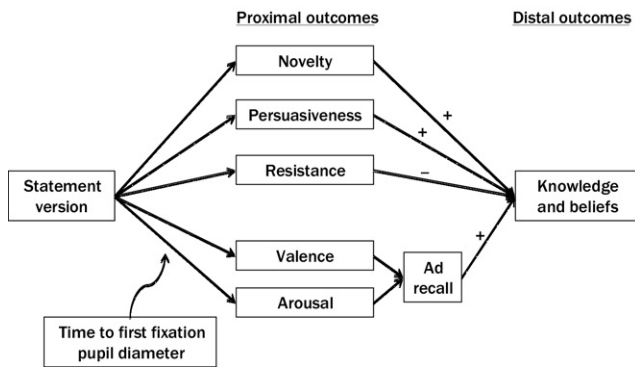 Proximal outcomes
Distal outcomes
Novelty
+
Persuasiveness
+
Resistance
–
Statement
version
Knowledge
and beliefs
Valence
+
Ad
recall
Arousal
Time to first fixation
pupil diameter